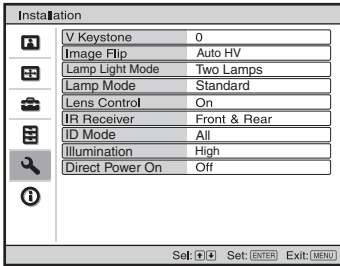 Installation
V Keystone 0
Image Flip Auto HV
Lamp Light Mode Two Lamps
Lamp Mode Standard
Lens Control On
IR Receiver Front & Rear
ID Mode All
Illumination High
Direct Power On Off
Sel: Set: ENTER Exit: MENU